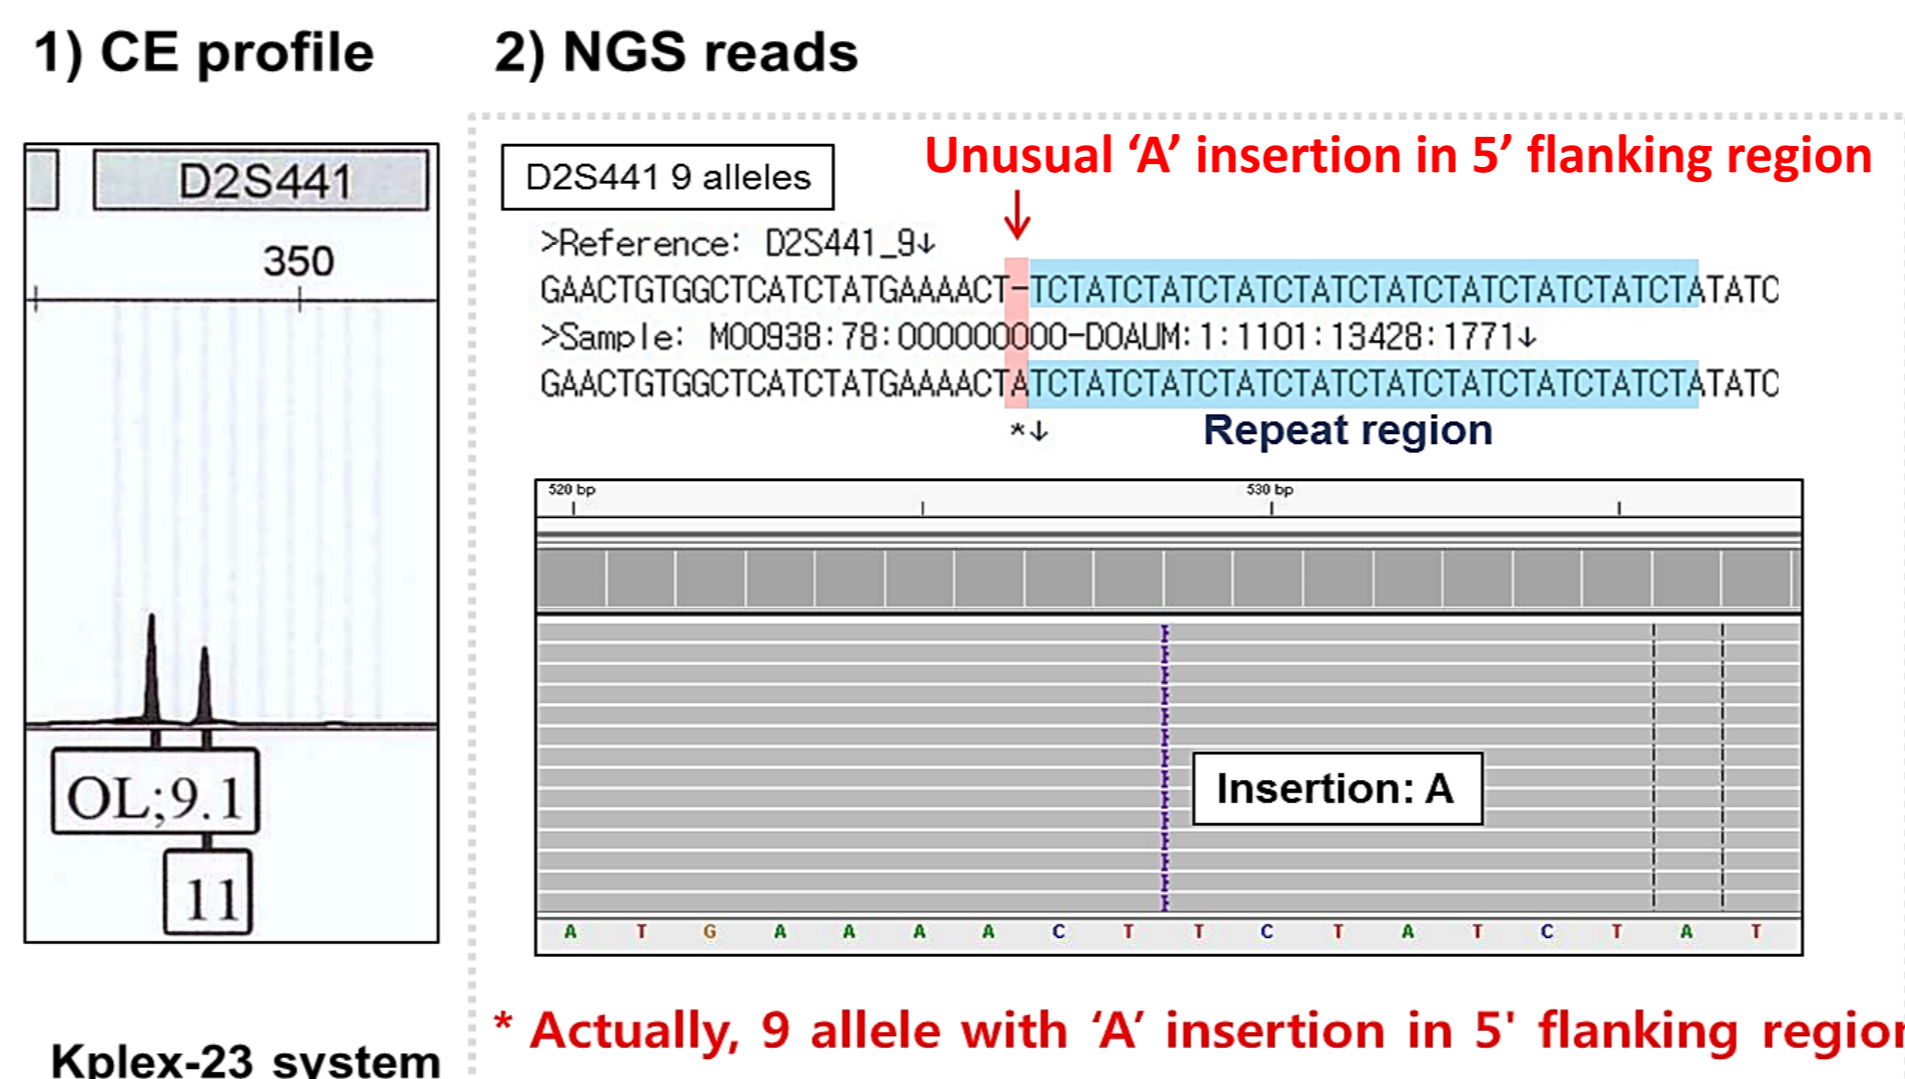 1) CE profile
2) NGS reads
D2S441
350
OL;9.1
11
Kplex-23 system
D2S441 9 alleles
Unusual ‘A’ insertion in 5’ flanking region
>Reference: D2S441_9↓
GAACTGTGGCTCATCTATGAAAACT-TCTATCTATCTATCTATCTATCTATCTATCTATCTATATC
>Sample: M00938:78:000000000-D0AUM:1:1101:13428:1771↓
GAACTGTGGCTCATCTATGAAAACTATCTATCTATCTATCTATCTATCTATCTATCTATCTATATC
*↓
Repeat region
520 bp
530 bp
Insertion: A
A T G A A A A C T T C T A T C T A T
* Actually, 9 allele with ‘A’ insertion in 5' flanking region